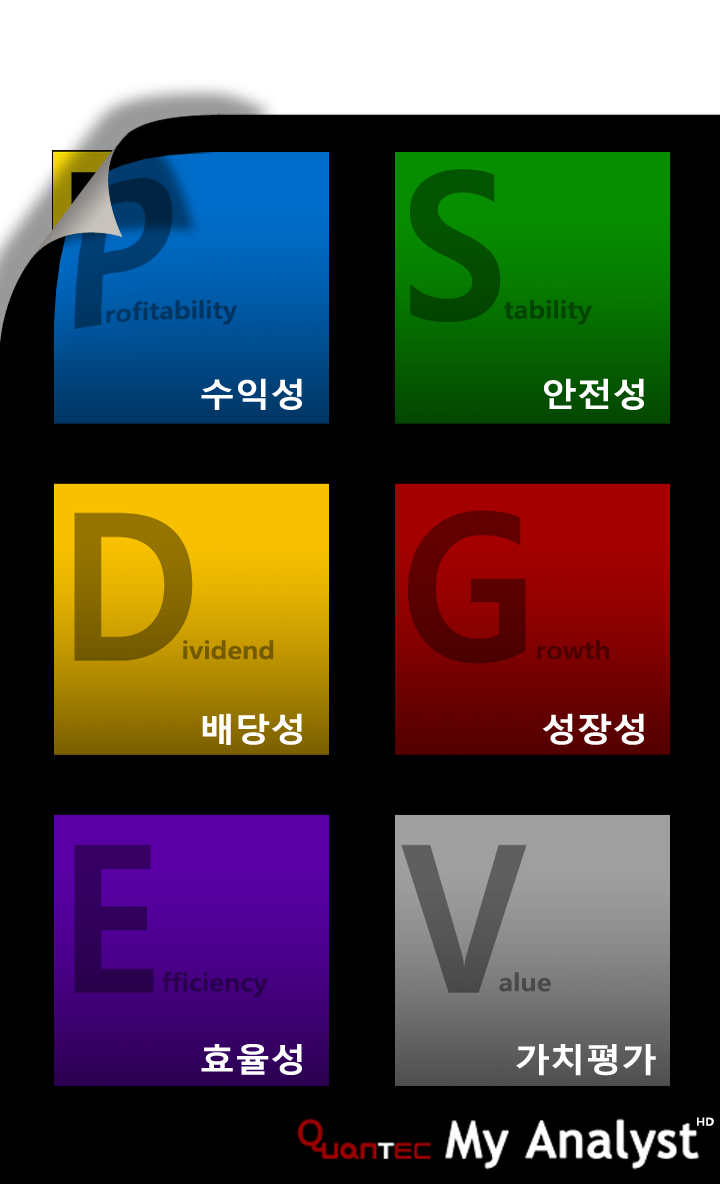 Profitability
수익성
Stability
안전성
Dividend
배당성
Growth
성장성
Efficiency
효율성
Value
가치평가
QuanTEC My Analyst HD